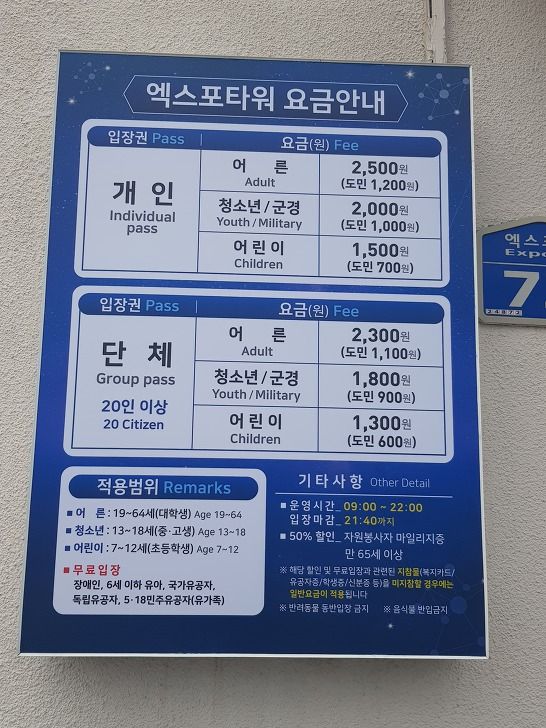 엑스포타워 요금안내
입장권 Pass 요금(원) Fee
개 인
Individual pass
어 른
Adult
2,500원
(도민 1,200원)
청소년/군경
Youth / Military
2,000원
(도민 1,000원)
어린이
Children
1,500원
(도민 700원)
입장권 Pass 요금(원) Fee
단 체
Group pass
20인 이상
20 Citizen
어 른
Adult
2,300원
(도민 1,100원)
청소년/군경
Youth / Military
1,800원
(도민 900원)
어린이
Children
1,300원
(도민 600원)
적용범위 Remarks
■ 어 른 : 19~64세(대학생) Age 19~64
■ 청소년 : 13~18세(중·고생) Age 13~18
■ 어린이 : 7~12세(초등학생) Age 7~12
■ 무료입장
장애인, 6세 이하 유아, 국가유공자,
독립유공자, 5·18민주유공자(유가족)
기타사항 Other Detail
■ 운영시간_ 09:00 ~ 22:00
입장마감_ 21:40까지
■ 50% 할인_ 자원봉사자 마일리지증
만 65세 이상
※ 해당 할인 및 무료입장과 관련된 지참물(복지카드/
유공자증/학생증/신분증 등)을 미지참할 경우에는
일반요금이 적용됩니다
※ 반려동물 동반입장 금지 ※ 음식물 반입금지
엑스포
Expo
7
24872